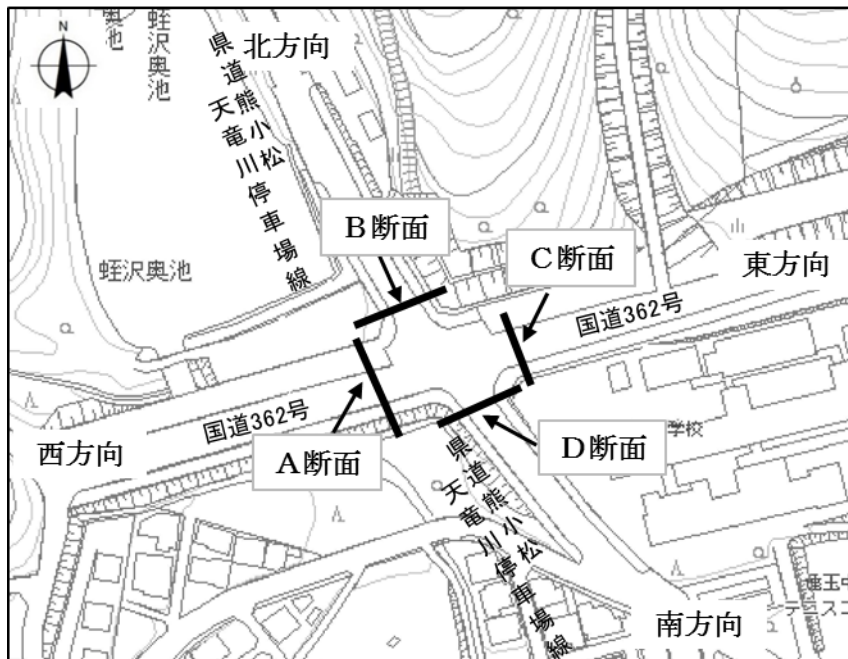 N
蛭沢奥池
北方向
県道熊小松
天竜川停車場線
B断面
C断面
蛭沢奥池
東方向
国道362号
国道362号
A断面
D断面
学校
西方向
県道熊小松
天竜川停車場線
南方向